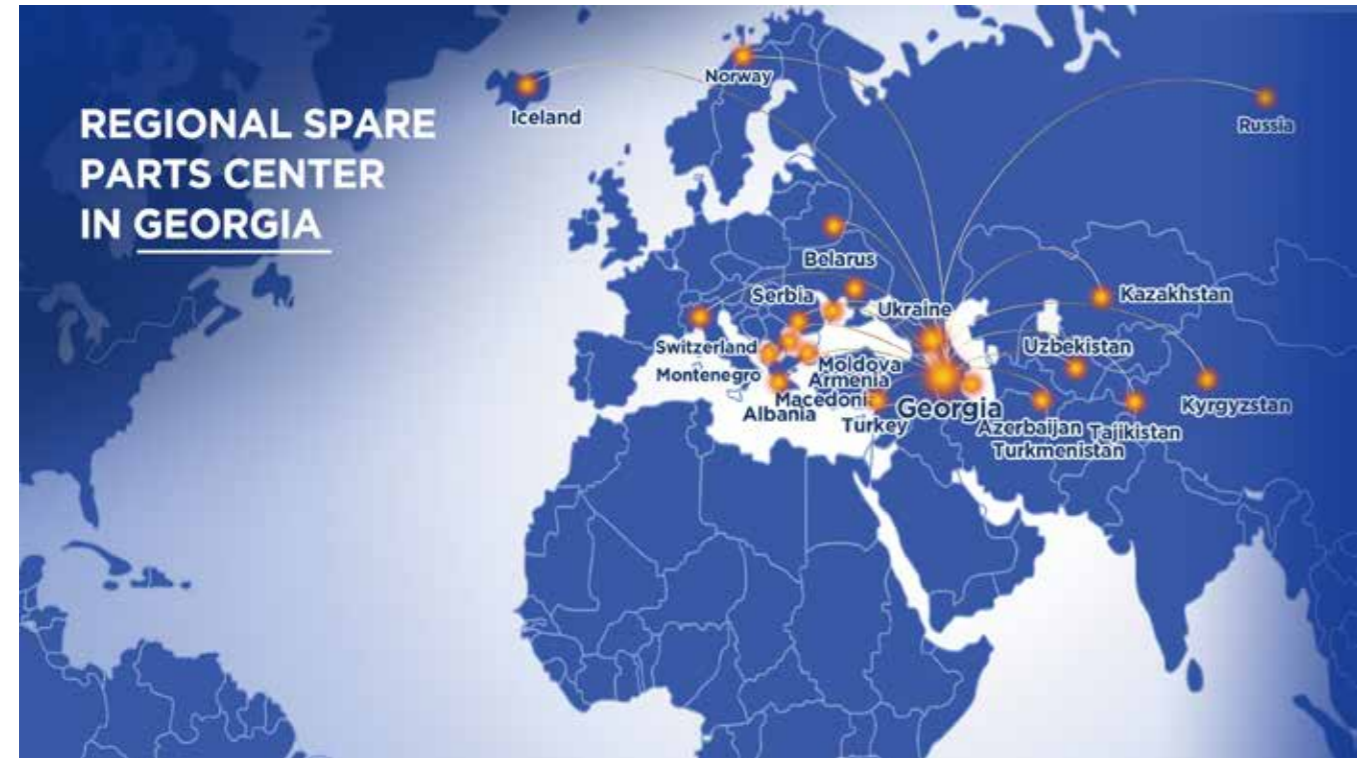 REGIONAL SPARE
PARTS CENTER
IN GEORGIA
Iceland
Norway
Russia
Belarus
Serbia
Ukraine
Kazakhstan
Switzerland
Uzbekistan
Montenegro
Moldova
Armenia
Macedonia
Albania
Turkey
Georgia
Kyrgyzstan
Azerbaijan
Tajikistan
Turkmenistan